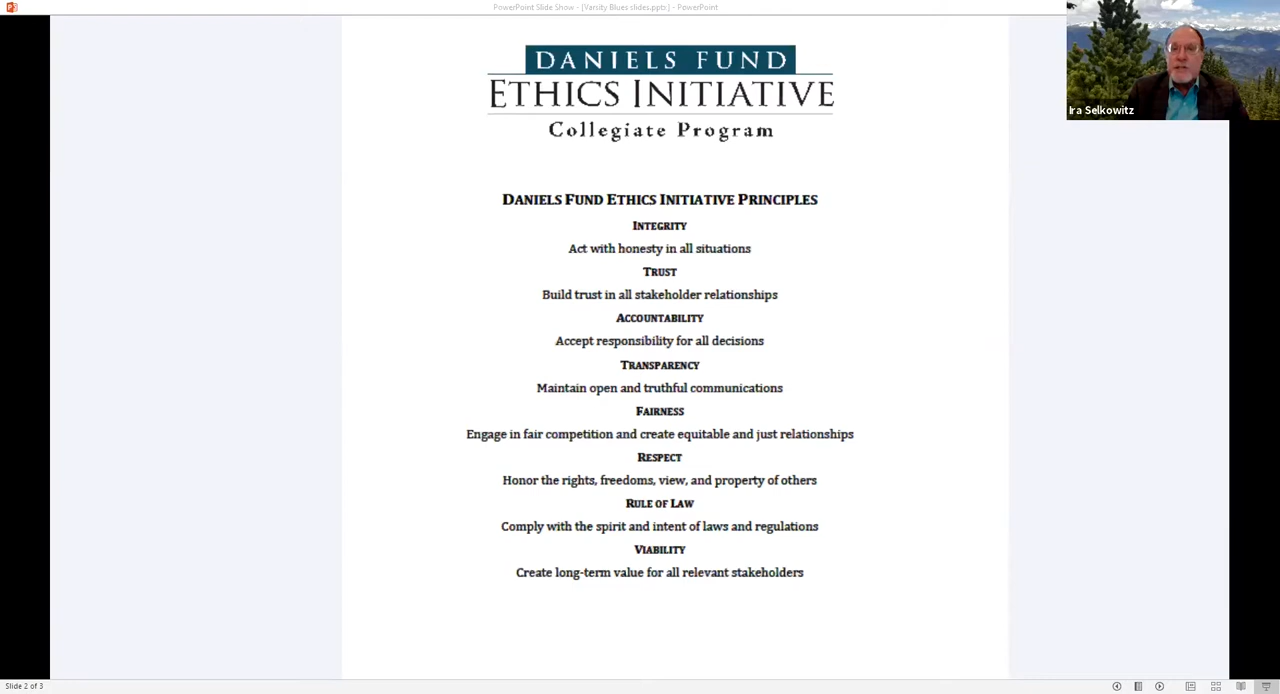 PowerPoint Slide Show - [Varsity Blues slides.pptx] - PowerPoint
Ira Selkowitz
DANIELS FUND
ETHICS INITIATIVE
Collegiate Program
DANIELS FUND ETHICS INITIATIVE PRINCIPLES
INTEGRITY
Act with honesty in all situations
TRUST
Build trust in all stakeholder relationships
ACCOUNTABILITY
Accept responsibility for all decisions
TRANSPARENCY
Maintain open and truthful communications
FAIRNESS
Engage in fair competition and create equitable and just relationships
RESPECT
Honor the rights, freedoms, view, and property of others
RULE OF LAW
Comply with the spirit and intent of laws and regulations
VIABILITY
Create long-term value for all relevant stakeholders
Slide 2 of 3